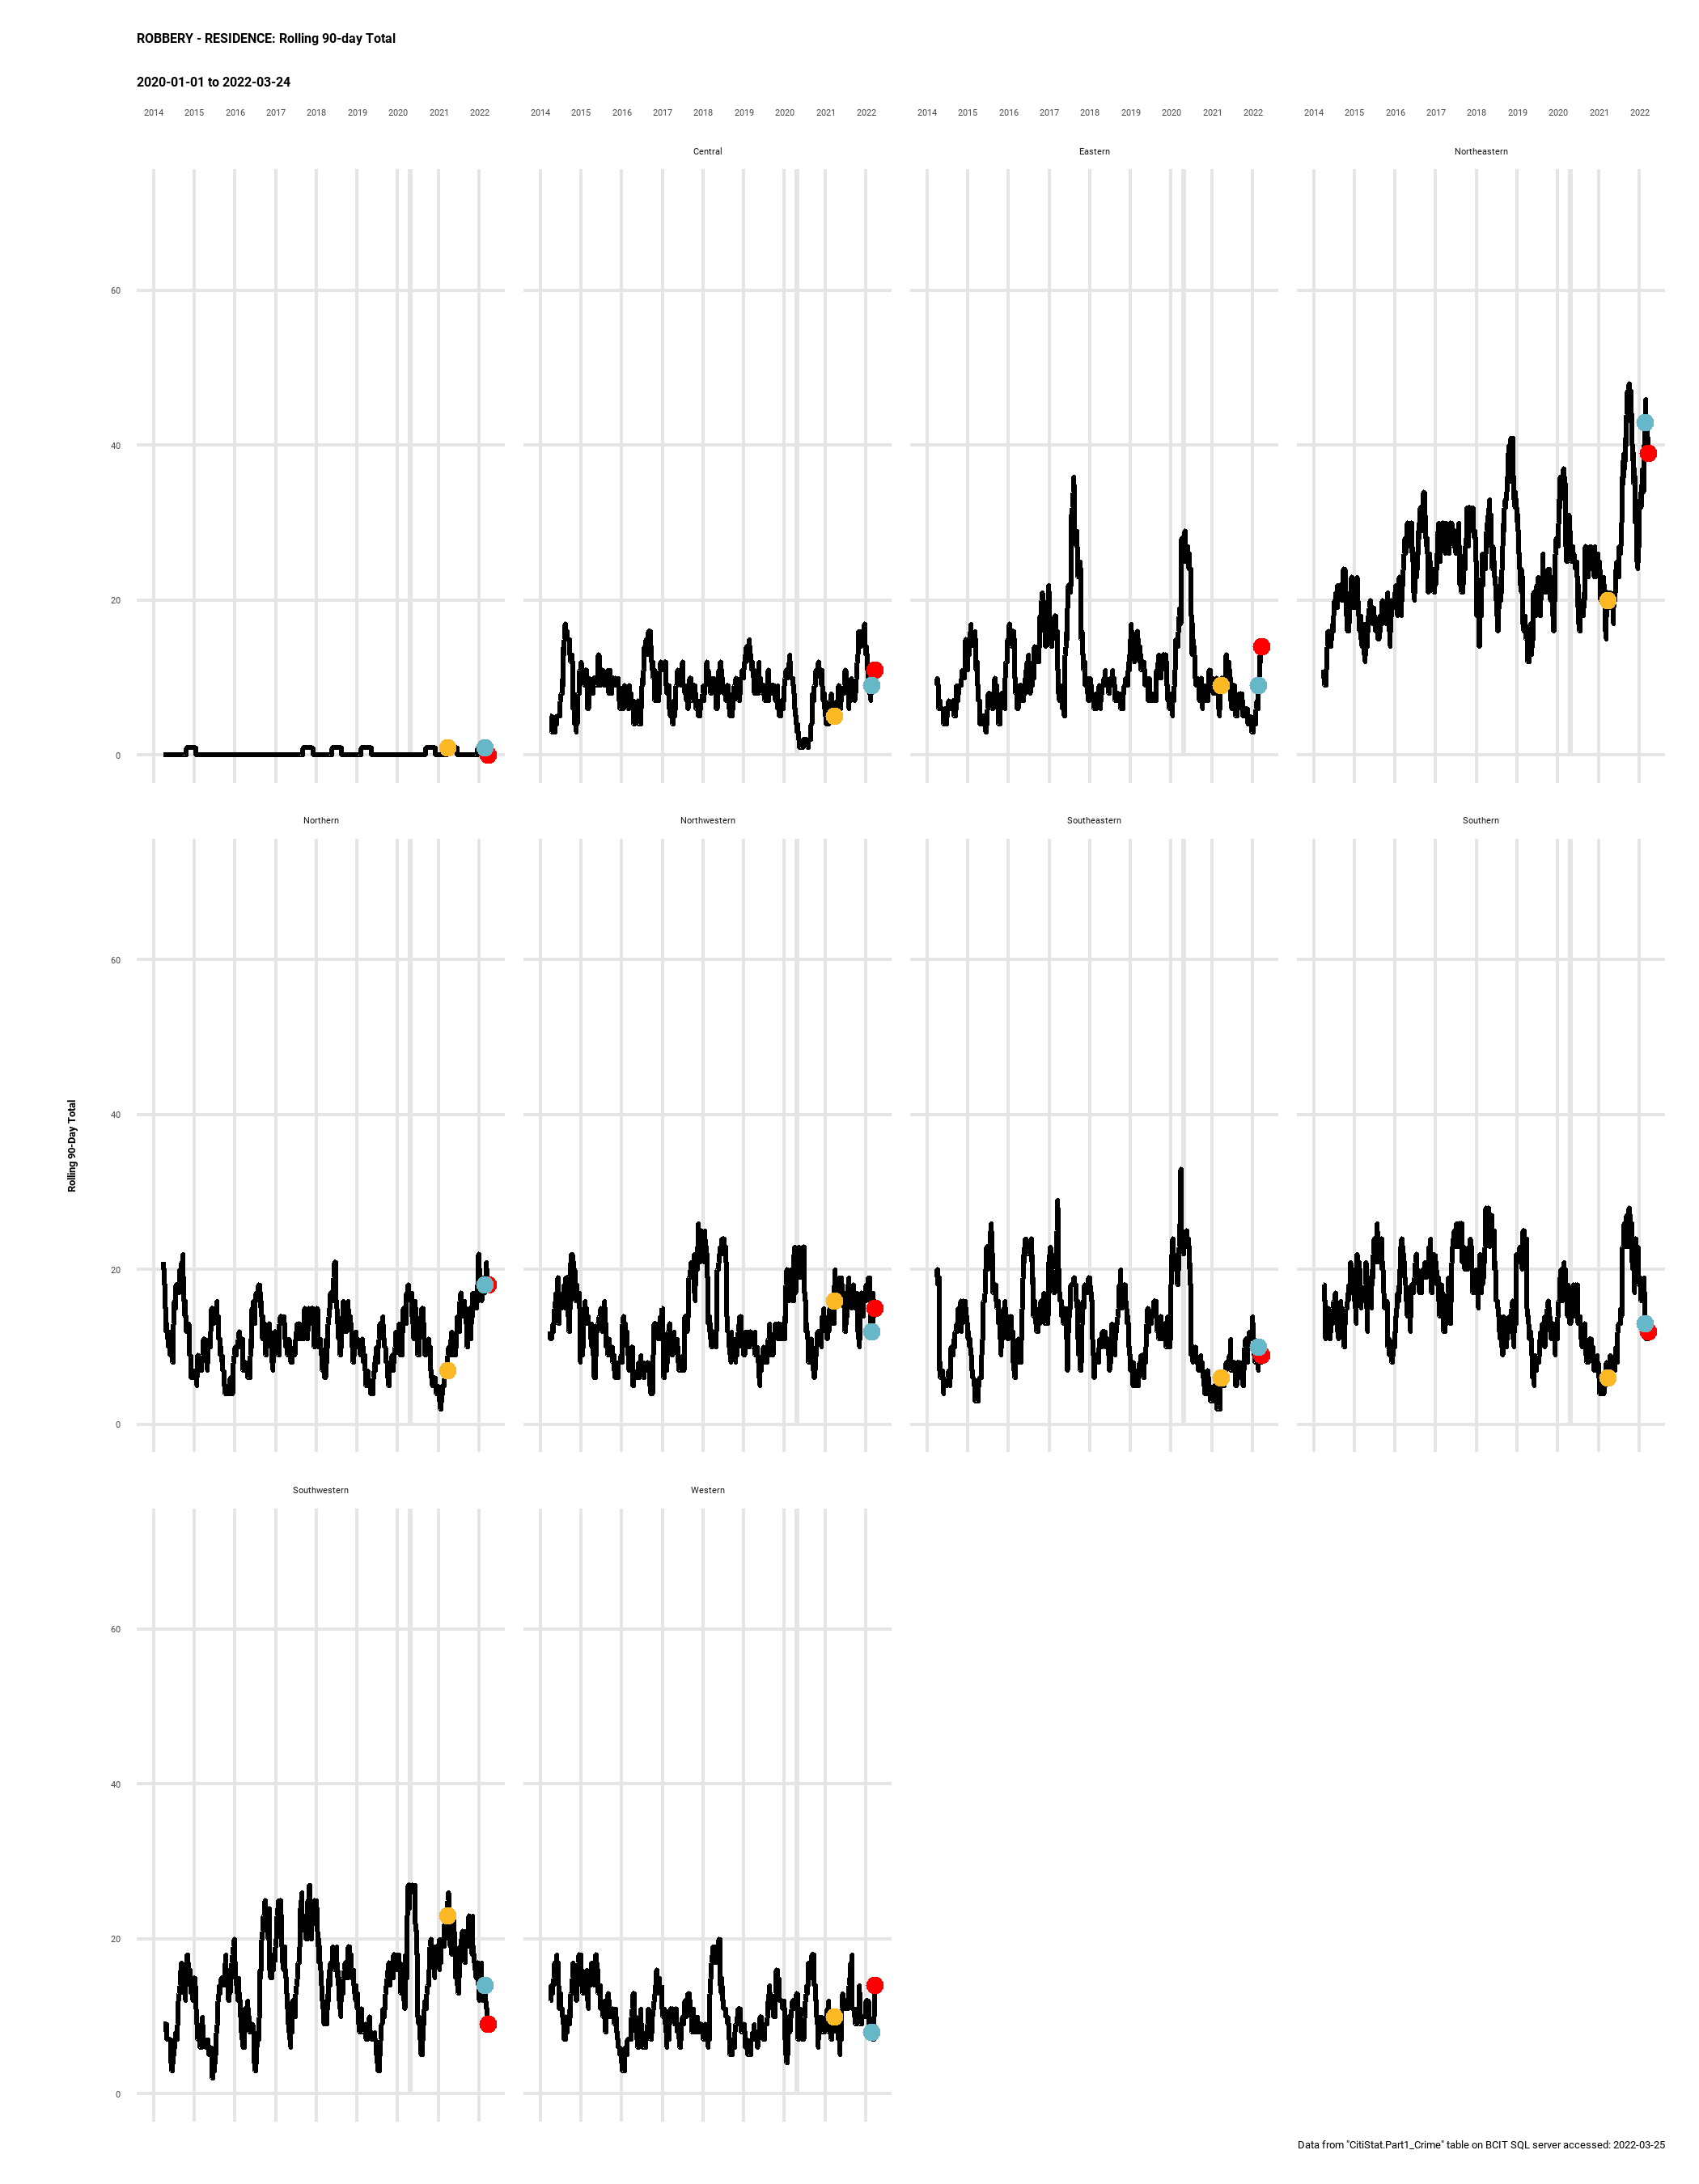 ROBBERY - RESIDENCE: Rolling 90-day Total
2020-01-01 to 2022-03-24
2014 2015 2016 2017 2018 2019 2020 2021 2022 2014 2015 2016 2017 2018 2019 2020 2021 2022 2014 2015 2016 2017 2018 2019 2020 2021 2022 2014 2015 2016 2017 2018 2019 2020 2021 2022
Central Eastern Northeastern
60
40
20
0
Northern Northwestern Southeastern Southern
60
40
20
0
Rolling 90-Day Total
Southwestern Western
60
40
20
0
Data from "CitiStat.Part1_Crime" table on BCIT SQL server accessed: 2022-03-25